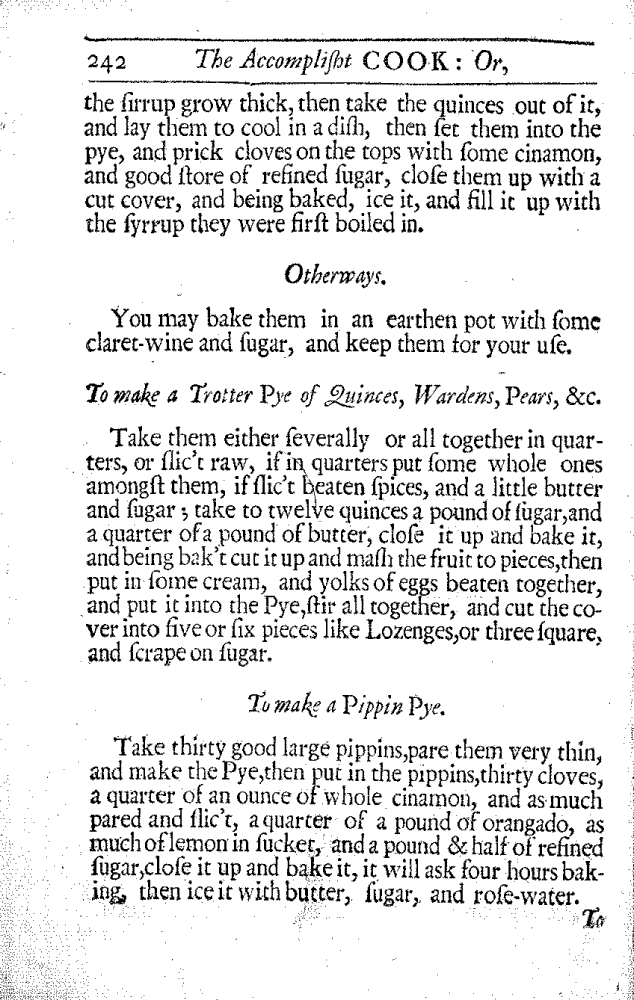 242 The Accompliſht COOK: Or,
the ſirrup grow thick, then take the quinces out of it,
and lay them to cool in a diſh, then ſet them into the
pye, and prick cloves on the tops with ſome cinamon,
and good ſtore of refined ſugar, cloſe them up with a
cut cover, and being baked, ice it, and fill it up with
the ſyrrup they were firſt boiled in.
Otherways.
You may bake them in an earthen pot with ſome
claret-wine and ſugar, and keep them for your uſe.
To make a Trotter Pye of Quinces, Wardens, Pears, &c.
Take them either ſeverally or all together in quar-
ters, or ſlic't raw, if in quarters put ſome whole ones
amongſt them, if ſlic't beaten ſpices, and a little butter
and ſugar; take to twelve quinces a pound of ſugar, and
a quarter of a pound of butter, cloſe it up and bake it,
and being bak't cut it up and maſh the fruit to pieces, then
put in ſome cream, and yolks of eggs beaten together,
and put it into the Pye, ſtir all together, and cut the co-
ver into five or ſix pieces like Lozenges, or three ſquare,
and ſcrape on ſugar.
To make a Pippin Pye.
Take thirty good large pippins, pare them very thin,
and make the Pye, then put in the pippins, thirty cloves,
a quarter of an ounce of whole cinamon, and as much
pared and ſlic't, a quarter of a pound of orangado, as
much of lemon in ſucket, and a pound & half of refined
ſugar, cloſe it up and bake it, it will ask four hours bak-
ing, then ice it with butter, ſugar, and roſe-water.
To